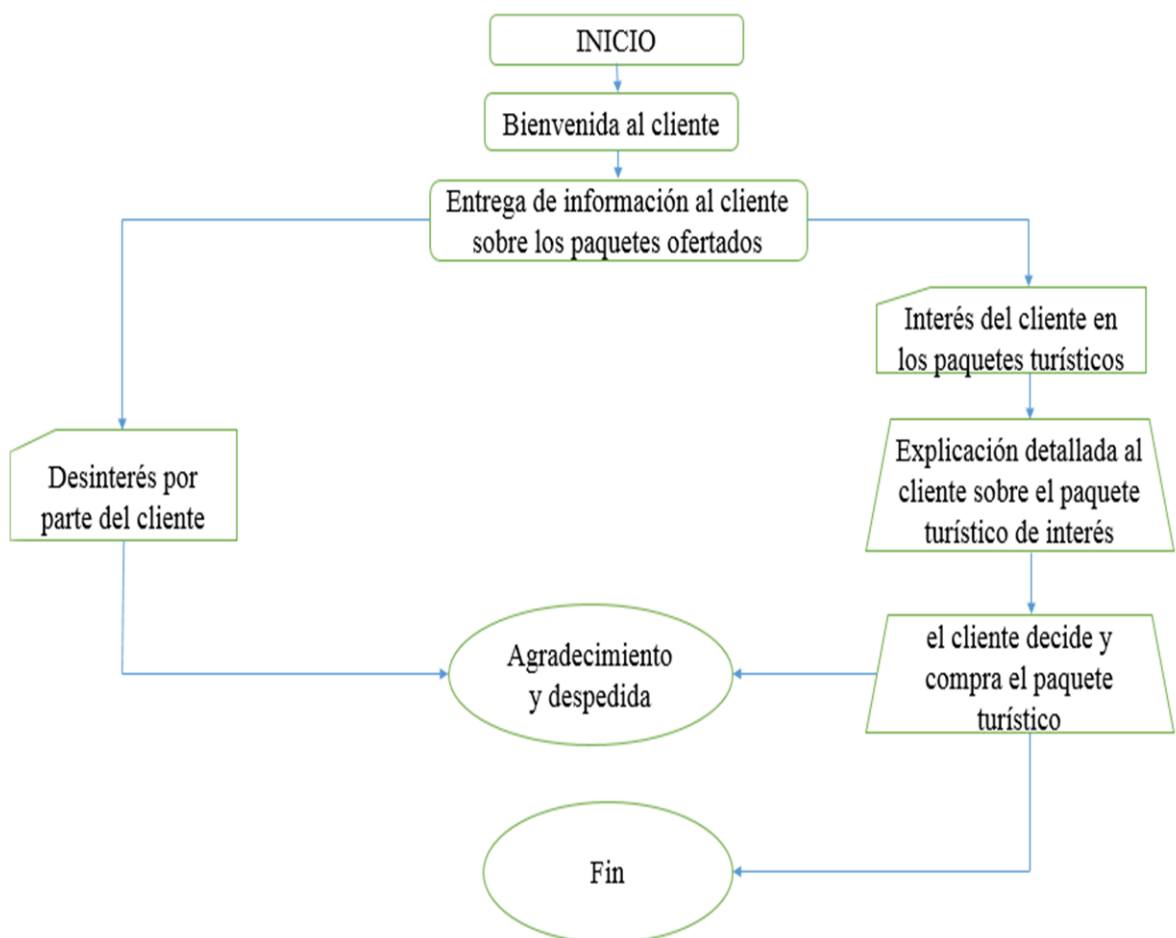 INICIO
Bienvenida al cliente
Entrega de información al cliente
sobre los paquetes ofertados
Interés del cliente en
los paquetes turísticos
Desinterés por
parte del cliente
Explicación detallada al
cliente sobre el paquete
turístico de interés
Agradecimiento
y despedida
el cliente decide y
compra el paquete
turístico
Fin